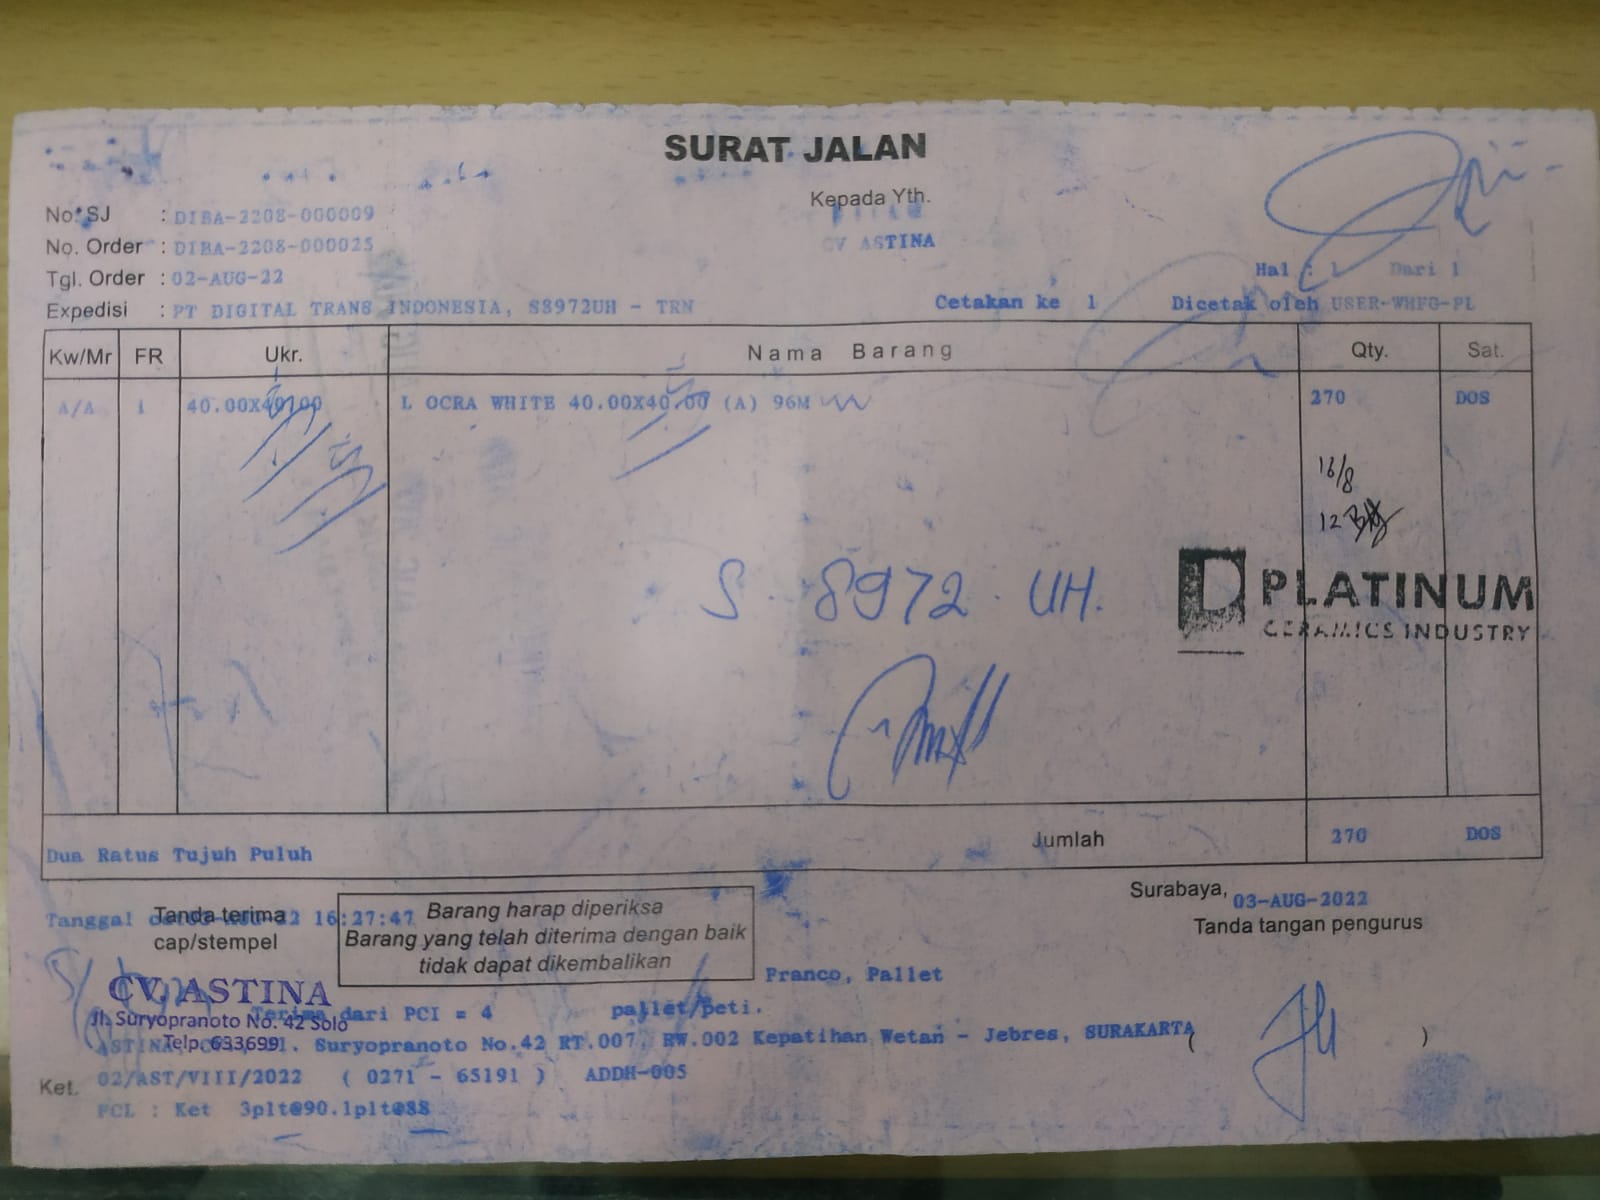 SURAT JALAN
Kepada Yth.
CV ASTINA
No. SJ : DIBA-2208-000009
No. Order : DIBA-2208-000025
Tgl. Order : 02-AUG-22
Expedisi : PT DIGITAL TRANS INDONESIA, S8972UH - TRN
Hal : 1 Dari 1
Cetakan ke 1 Dicetak oleh USER-WHFG-PL
Kw/Mr FR Ukr. Nama Barang Qty. Sat.
A/A 1 40.00X40.00 L OCRA WHITE 40.00X40.00 (A) 96M 270 DOS
16/8
12
S. 8972. UH.
PLATINUM
CERAMICS INDUSTRY
Dua Ratus Tujuh Puluh Jumlah 270 DOS
Surabaya, 03-AUG-2022
Tanda tangan pengurus
Tanggal 16:27:47
Tanda terima
cap/stempel
Barang harap diperiksa
Barang yang telah diterima dengan baik
tidak dapat dikembalikan
Franco, Pallet
CV. ASTINA
Jl. Suryopranoto No. 42 Solo
Telp. 633699
Terima dari PCI = 4 pallet/peti.
ASTINA, Suryopranoto No.42 RT.007, RW.002 Kepatihan Wetan - Jebres, SURAKARTA
( )
Ket. 02/AST/VIII/2022 ( 0271 - 65191 ) ADDH-005
PCL : Ket 3plt@90.1plt@88